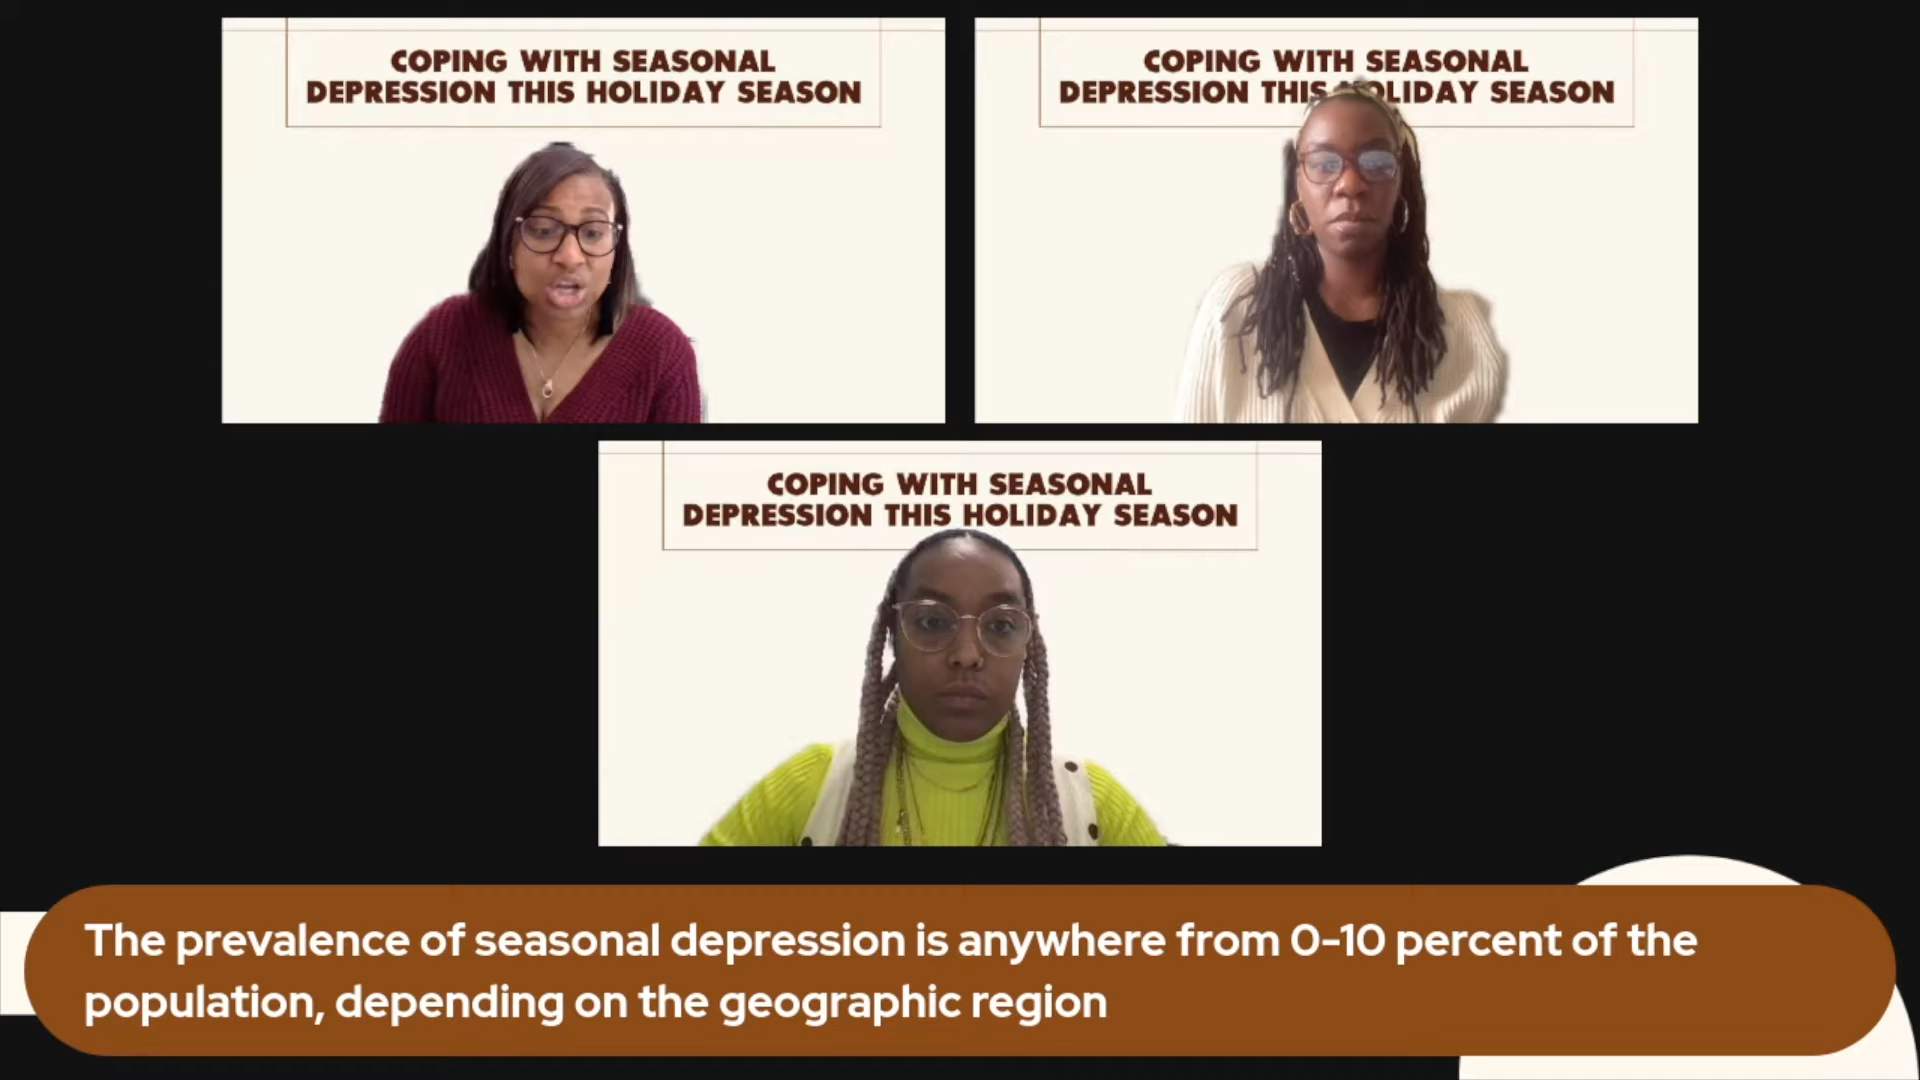 COPING WITH SEASONAL
DEPRESSION THIS HOLIDAY SEASON
COPING WITH SEASONAL
DEPRESSION THIS HOLIDAY SEASON
COPING WITH SEASONAL
DEPRESSION THIS HOLIDAY SEASON
The prevalence of seasonal depression is anywhere from 0-10 percent of the
population, depending on the geographic region